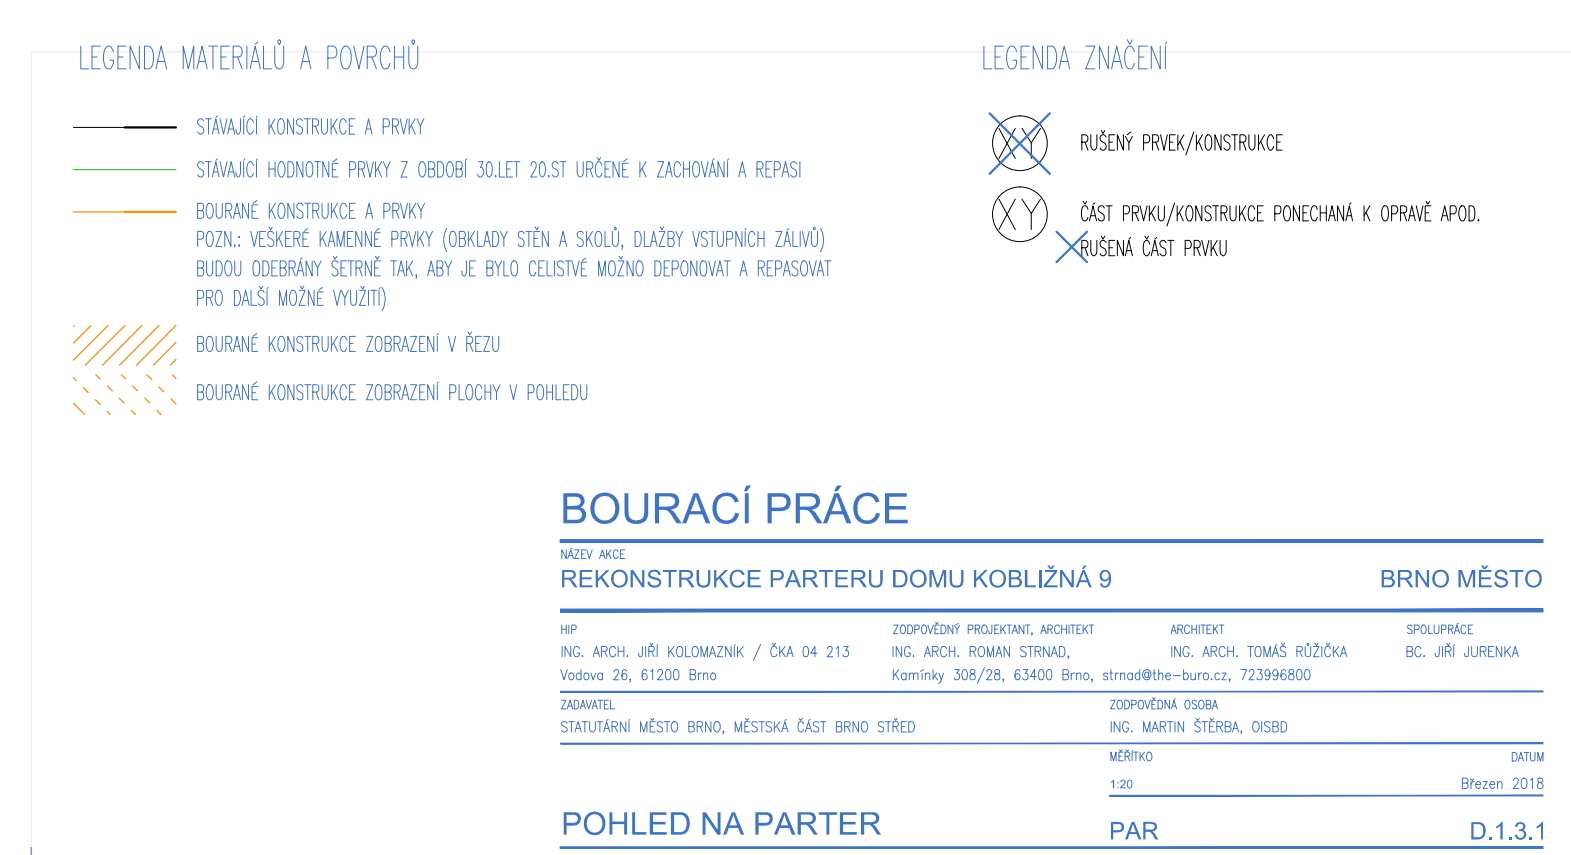 LEGENDA MATERIÁLŮ A POVRCHŮ
STÁVAJÍCÍ KONSTRUKCE A PRVKY
STÁVAJÍCÍ HODNOTNÉ PRVKY Z OBDOBÍ 30.LET 20.ST URČENÉ K ZACHOVÁNÍ A REPASI
BOURANÉ KONSTRUKCE A PRVKY
POZN.: VEŠKERÉ KAMENNÉ PRVKY (OBKLADY STĚN A SKOLŮ, DLAŽBY VSTUPNÍCH ZÁLIVŮ)
BUDOU ODEBRÁNY ŠETRNĚ TAK, ABY JE BYLO CELISTVÉ MOŽNO DEPONOVAT A REPASOVAT
PRO DALŠÍ MOŽNÉ VYUŽITÍ)
BOURANÉ KONSTRUKCE ZOBRAZENÍ V ŘEZU
BOURANÉ KONSTRUKCE ZOBRAZENÍ PLOCHY V POHLEDU
LEGENDA ZNAČENÍ
XY RUŠENÝ PRVEK/KONSTRUKCE
XY ČÁST PRVKU/KONSTRUKCE PONECHANÁ K OPRAVĚ APOD.
RUŠENÁ ČÁST PRVKU
BOURACÍ PRÁCE
NÁZEV AKCE
REKONSTRUKCE PARTERU DOMU KOBLIŽNÁ 9 BRNO MĚSTO
HIP ZODPOVĚDNÝ PROJEKTANT, ARCHITEKT ARCHITEKT SPOLUPRÁCE
ING. ARCH. JIŘÍ KOLOMAZNÍK / ČKA 04 213 ING. ARCH. ROMAN STRNAD, ING. ARCH. TOMÁŠ RŮŽIČKA BC. JIŘÍ JURENKA
Vodova 26, 61200 Brno Kamínky 308/28, 63400 Brno, strnad@the-buro.cz, 723996800
ZADAVATEL ZODPOVĚDNÁ OSOBA
STATUTÁRNÍ MĚSTO BRNO, MĚSTSKÁ ČÁST BRNO STŘED ING. MARTIN ŠTĚRBA, OISBD
MĚŘÍTKO DATUM
1:20 Březen 2018
POHLED NA PARTER PAR D.1.3.1